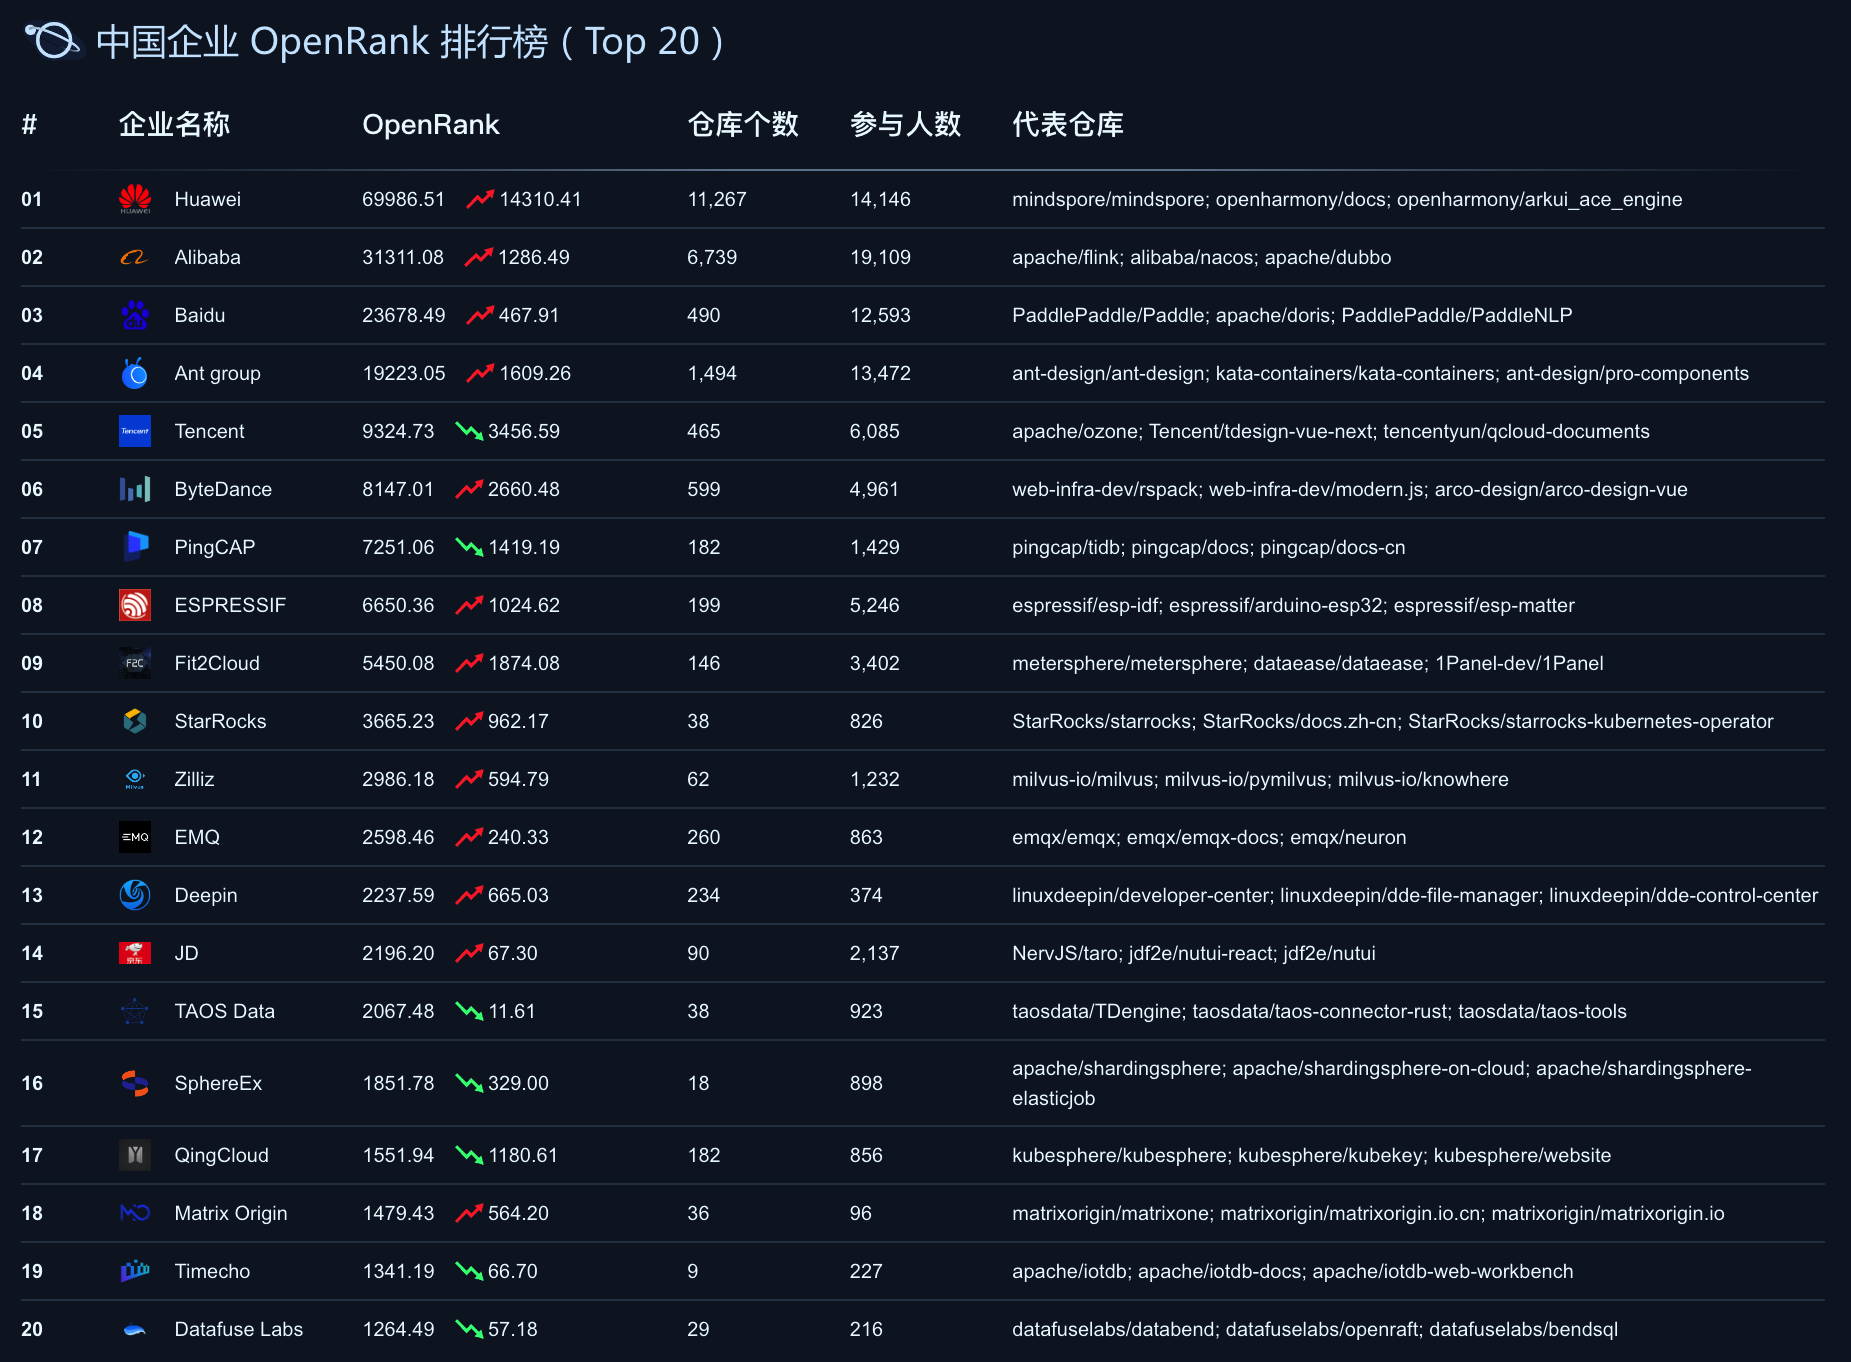 中国企业 OpenRank 排行榜（Top 20）
# 企业名称 OpenRank 仓库个数 参与人数 代表仓库
01 HUAWEI Huawei 69986.51 14310.41 11,267 14,146 mindspore/mindspore; openharmony/docs; openharmony/arkui_ace_engine
02 Alibaba 31311.08 1286.49 6,739 19,109 apache/flink; alibaba/nacos; apache/dubbo
03 du Baidu 23678.49 467.91 490 12,593 PaddlePaddle/Paddle; apache/doris; PaddlePaddle/PaddleNLP
04 Ant group 19223.05 1609.26 1,494 13,472 ant-design/ant-design; kata-containers/kata-containers; ant-design/pro-components
05 Tencent Tencent 9324.73 3456.59 465 6,085 apache/ozone; Tencent/tdesign-vue-next; tencentyun/qcloud-documents
06 ByteDance 8147.01 2660.48 599 4,961 web-infra-dev/rspack; web-infra-dev/modern.js; arco-design/arco-design-vue
07 PingCAP 7251.06 1419.19 182 1,429 pingcap/tidb; pingcap/docs; pingcap/docs-cn
08 ESPRESSIF 6650.36 1024.62 199 5,246 espressif/esp-idf; espressif/arduino-esp32; espressif/esp-matter
09 F2C Fit2Cloud 5450.08 1874.08 146 3,402 metersphere/metersphere; dataease/dataease; 1Panel-dev/1Panel
10 StarRocks 3665.23 962.17 38 826 StarRocks/starrocks; StarRocks/docs.zh-cn; StarRocks/starrocks-kubernetes-operator
11 Milvus Zilliz 2986.18 594.79 62 1,232 milvus-io/milvus; milvus-io/pymilvus; milvus-io/knowhere
12 EMQ EMQ 2598.46 240.33 260 863 emqx/emqx; emqx/emqx-docs; emqx/neuron
13 Deepin 2237.59 665.03 234 374 linuxdeepin/developer-center; linuxdeepin/dde-file-manager; linuxdeepin/dde-control-center
14 京东 JD 2196.20 67.30 90 2,137 NervJS/taro; jdf2e/nutui-react; jdf2e/nutui
15 TAOS Data 2067.48 11.61 38 923 taosdata/TDengine; taosdata/taos-connector-rust; taosdata/taos-tools
16 SphereEx 1851.78 329.00 18 898 apache/shardingsphere; apache/shardingsphere-on-cloud; apache/shardingsphere-
elasticjob
17 QingCloud 1551.94 1180.61 182 856 kubesphere/kubesphere; kubesphere/kubekey; kubesphere/website
18 Matrix Origin 1479.43 564.20 36 96 matrixorigin/matrixone; matrixorigin/matrixorigin.io.cn; matrixorigin/matrixorigin.io
19 Timecho 1341.19 66.70 9 227 apache/iotdb; apache/iotdb-docs; apache/iotdb-web-workbench
20 Datafuse Labs 1264.49 57.18 29 216 datafuselabs/databend; datafuselabs/openraft; datafuselabs/bendsql